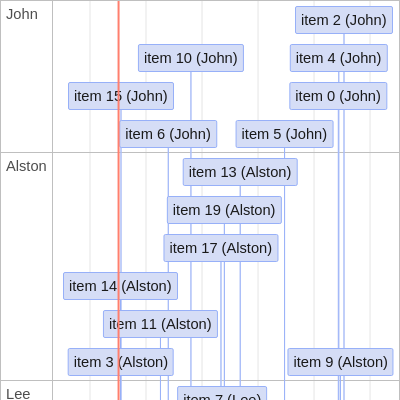 John
item 2 (John)
item 10 (John)
item 4 (John)
item 15 (John)
item 0 (John)
item 6 (John)
item 5 (John)
Alston
item 13 (Alston)
item 19 (Alston)
item 17 (Alston)
item 14 (Alston)
item 11 (Alston)
item 3 (Alston)
item 9 (Alston)
Lee
item 7 (Lee)